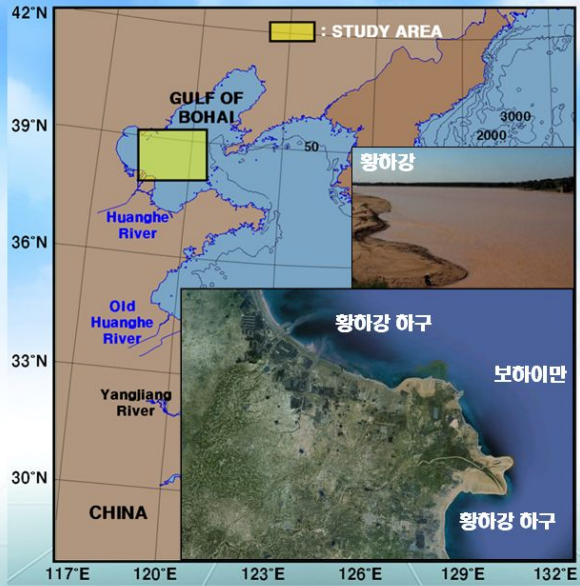 42°N
: STUDY AREA
GULF OF
BOHAI
3000
2000
39°N
50
황하강
Huanghe
River
36°N
Old
Huanghe
River
황하강 하구
보하이만
33°N
Yangjiang
River
30°N
CHINA
황하강 하구
117°E 120°E 123°E 126°E 129°E 132°E